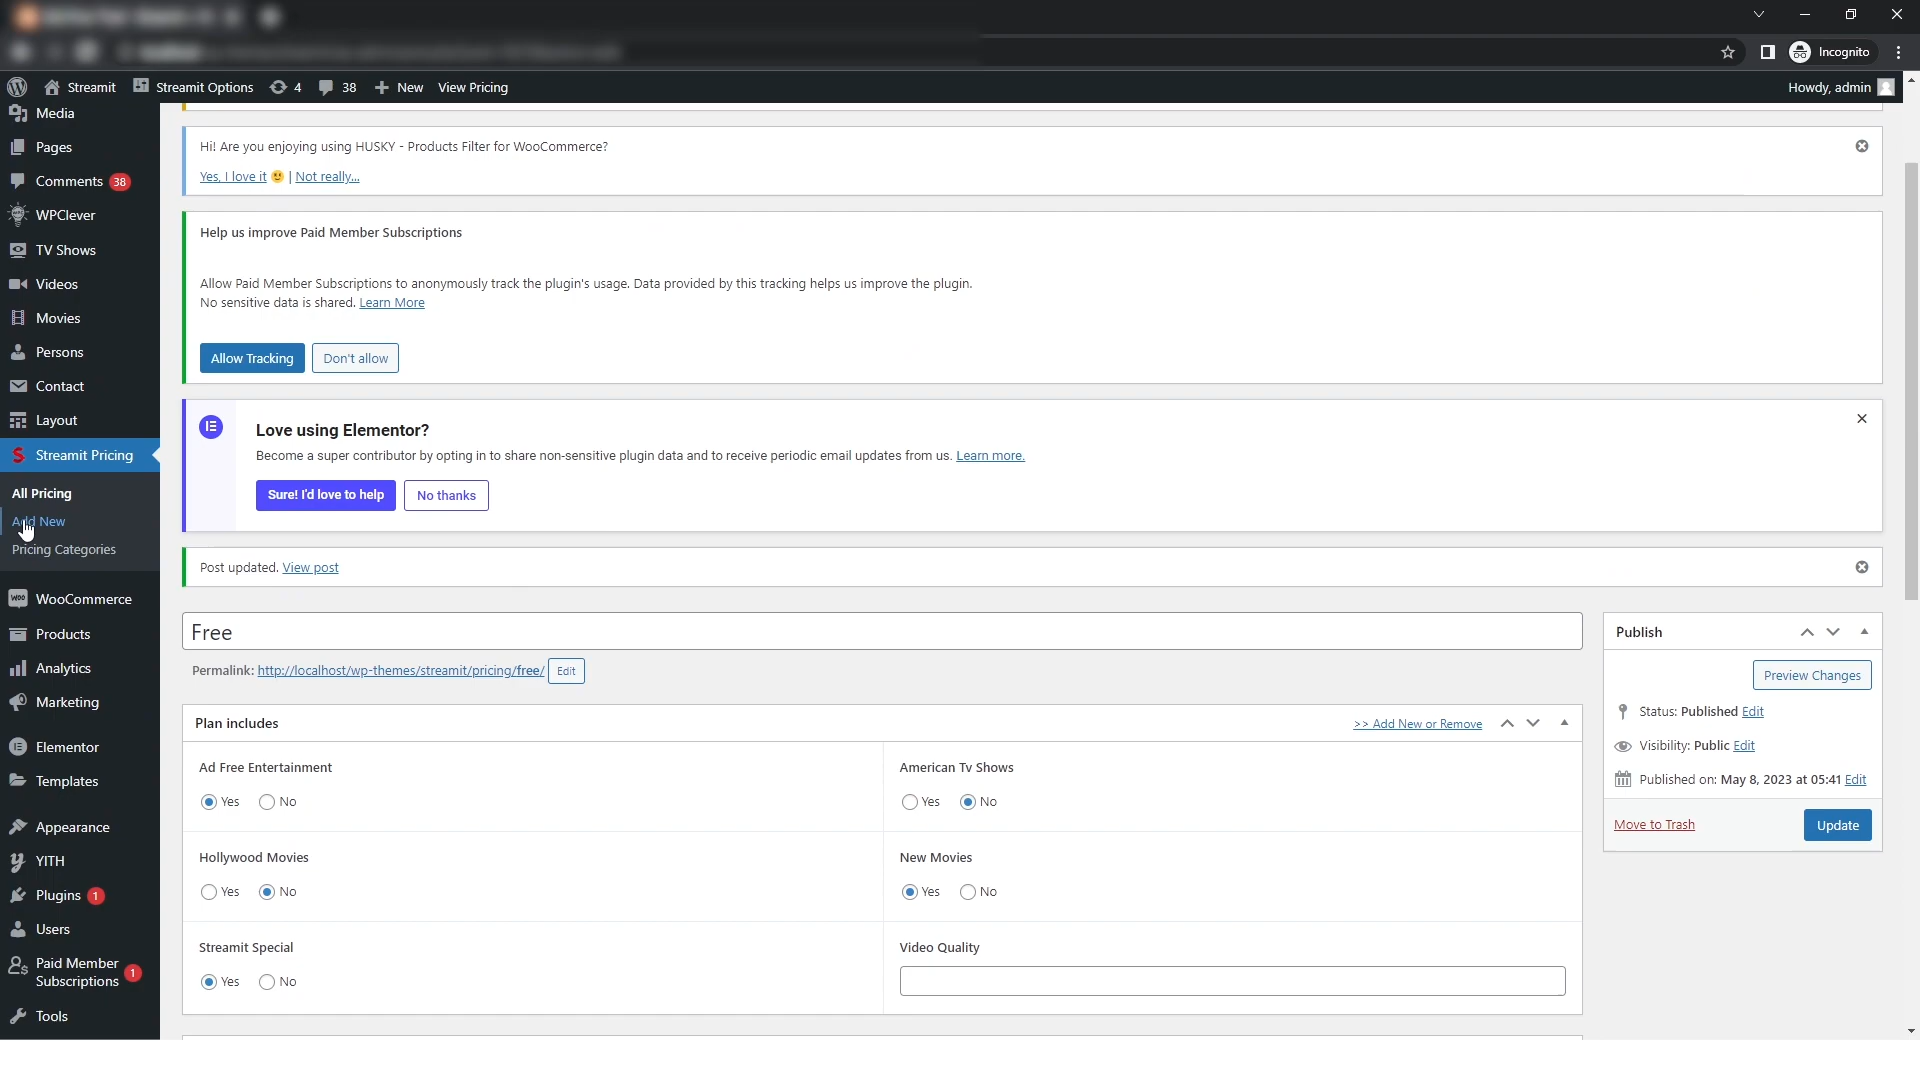 Incognito
Streamit Streamit Options 4 38 New View Pricing Howdy, admin
Media
Pages
Comments 38
WPClever
TV Shows
Videos
Movies
Persons
Contact
Layout
Streamit Pricing
All Pricing
Add New
Pricing Categories
WooCommerce
Products
Analytics
Marketing
Elementor
Templates
Appearance
YITH
Plugins 1
Users
Paid Member
Subscriptions 1
Tools
Hi! Are you enjoying using HUSKY - Products Filter for WooCommerce?
Yes, I love it | Not really...
Help us improve Paid Member Subscriptions
Allow Paid Member Subscriptions to anonymously track the plugin's usage. Data provided by this tracking helps us improve the plugin.
No sensitive data is shared. Learn More
Allow Tracking Don't allow
Love using Elementor?
Become a super contributor by opting in to share non-sensitive plugin data and to receive periodic email updates from us. Learn more.
Sure! I'd love to help No thanks
Post updated. View post
Free
Permalink: http://localhost/wp-themes/streamit/pricing/free/ Edit
Plan includes >> Add New or Remove
Ad Free Entertainment American Tv Shows
Yes No Yes No
Hollywood Movies New Movies
Yes No Yes No
Streamit Special Video Quality
Yes No
Publish
Preview Changes
Status: Published Edit
Visibility: Public Edit
Published on: May 8, 2023 at 05:41 Edit
Move to Trash Update